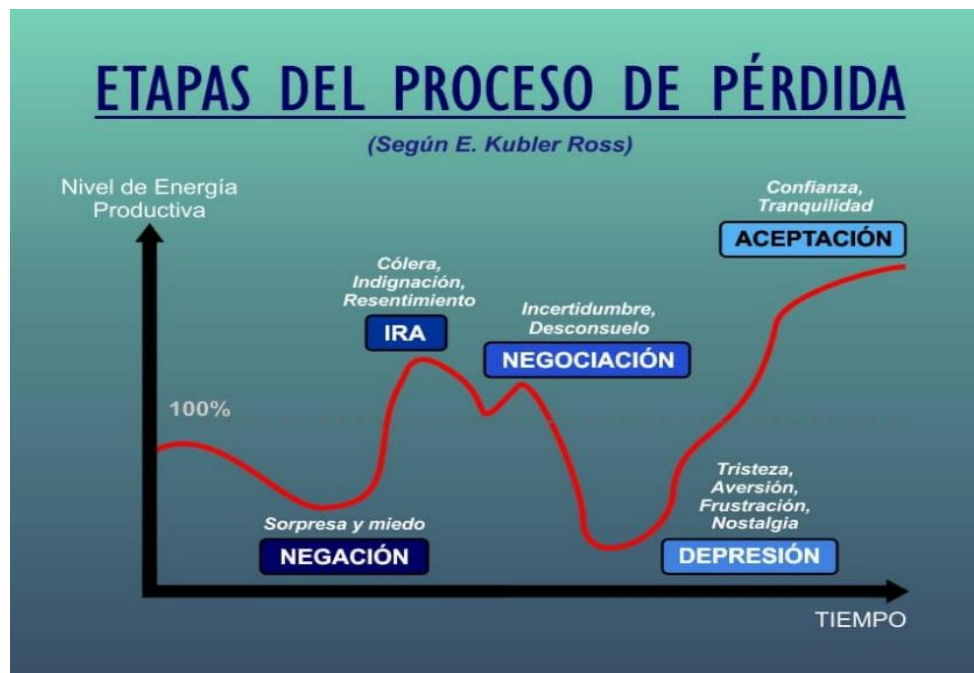 ETAPAS DEL PROCESO DE PÉRDIDA
(Según E. Kubler Ross)
Nivel de Energía
Productiva
Confianza,
Tranquilidad
ACEPTACIÓN
Cólera,
Indignación,
Resentimiento
IRA
Incertidumbre,
Desconsuelo
NEGOCIACIÓN
100%
Sorpresa y miedo
NEGACIÓN
Tristeza,
Aversión,
Frustración,
Nostalgia
DEPRESIÓN
TIEMPO